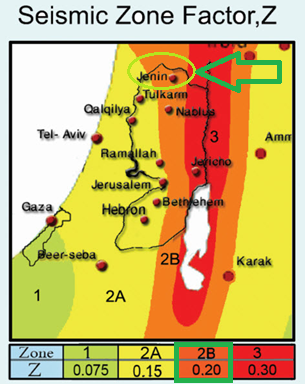 Seismic Zone Factor,Z
Jenin
Tulkarm
Qalqilya
Nablus
Tel- Aviv
3
Amm
Ramallah
Jericho
Jerusalem
Bethlehem
Gaza
Hebron
Beer-seba
2B
Karak
1
2A
Zone 1 2A 2B 3
Z 0.075 0.15 0.20 0.30